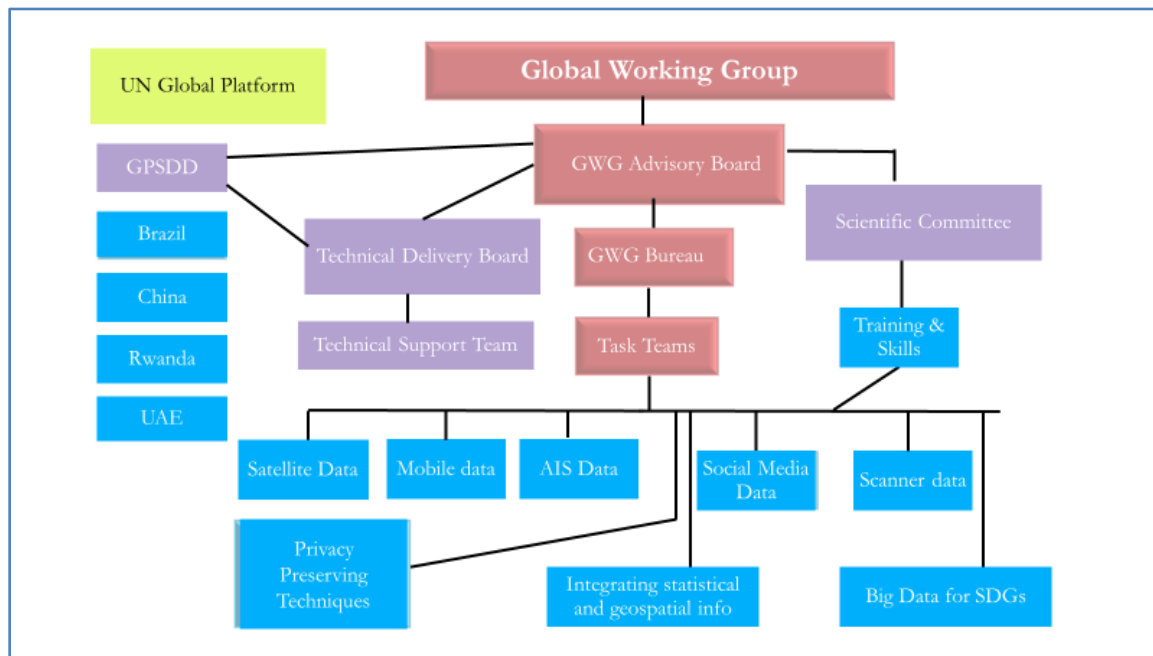 Global Working Group
UN Global Platform
GPSDD
GWG Advisory Board
Brazil
Technical Delivery Board
GWG Bureau
Scientific Committee
China
Technical Support Team
Task Teams
Training &
Skills
Rwanda
UAE
Satellite Data
Mobile data
AIS Data
Social Media
Data
Scanner data
Privacy
Preserving
Techniques
Integrating statistical
and geospatial info
Big Data for SDGs